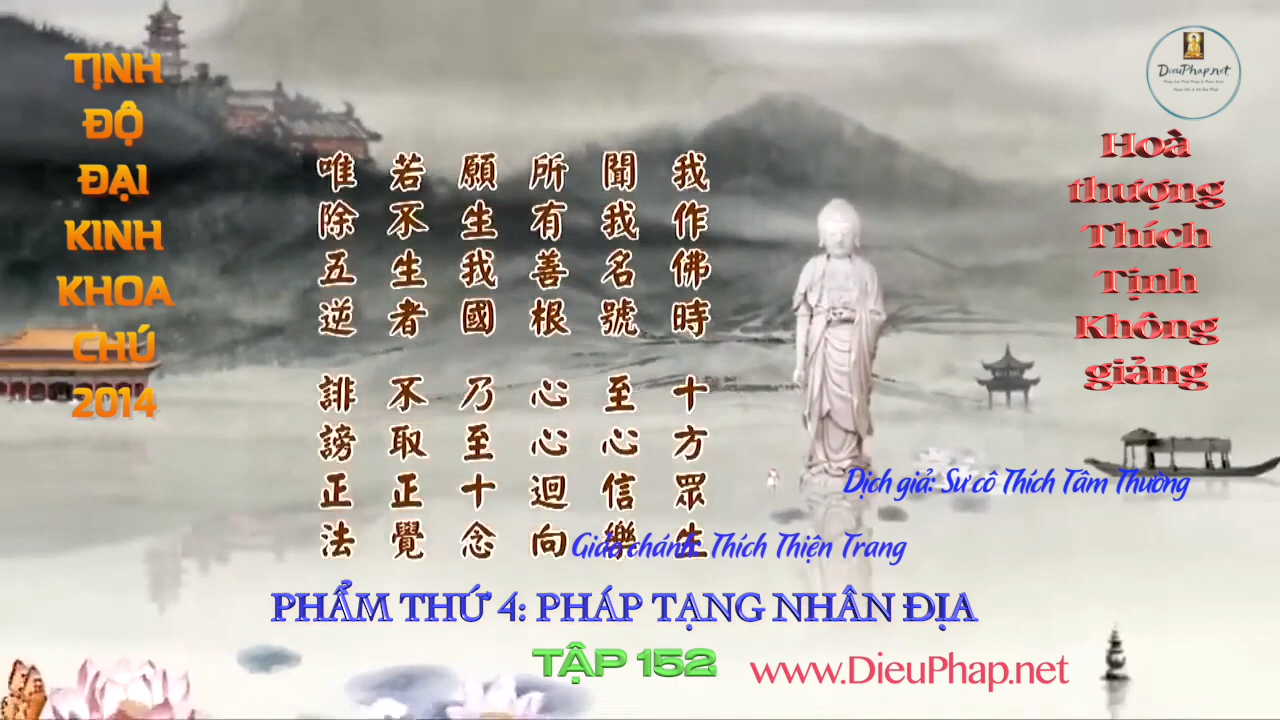 TỊNH
ĐỘ
ĐẠI
KINH
KHOA
CHÚ
2014
我作佛時 十方眾生
聞我名號 至心信樂
所有善根 心心迴向
願生我國 乃至十念
若不生者 不取正覺
唯除五逆 誹謗正法
DieuPhap.net
Hoà
thượng
Thích
Tịnh
Không
giảng
Dịch giả: Sư cô Thích Tâm Thường
Giảo chánh: Thích Thiện Trang
PHẨM THỨ 4: PHÁP TẠNG NHÂN ĐỊA
TẬP 152
www.DieuPhap.net